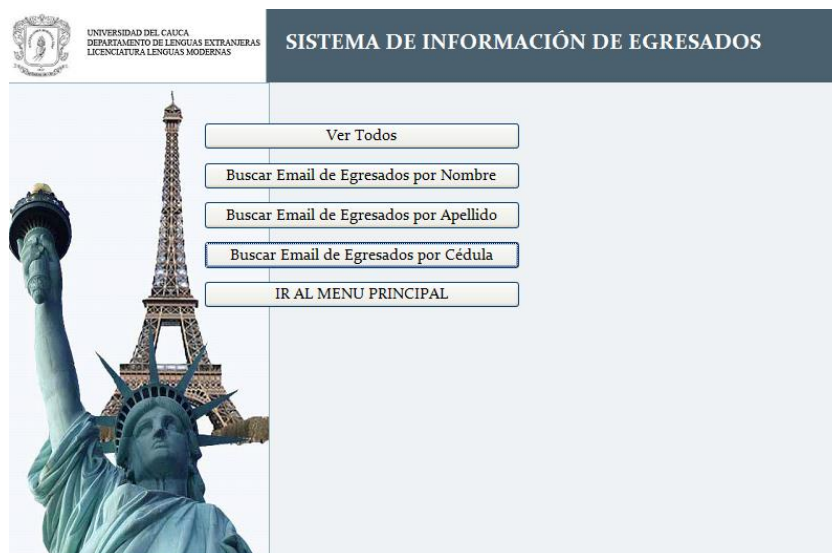 UNIVERSIDAD DEL CAUCA
DEPARTAMENTO DE LENGUAS EXTRANJERAS
LICENCIATURA LENGUAS MODERNAS
SISTEMA DE INFORMACIÓN DE EGRESADOS
Ver Todos
Buscar Email de Egresados por Nombre
Buscar Email de Egresados por Apellido
Buscar Email de Egresados por Cédula
IR AL MENU PRINCIPAL